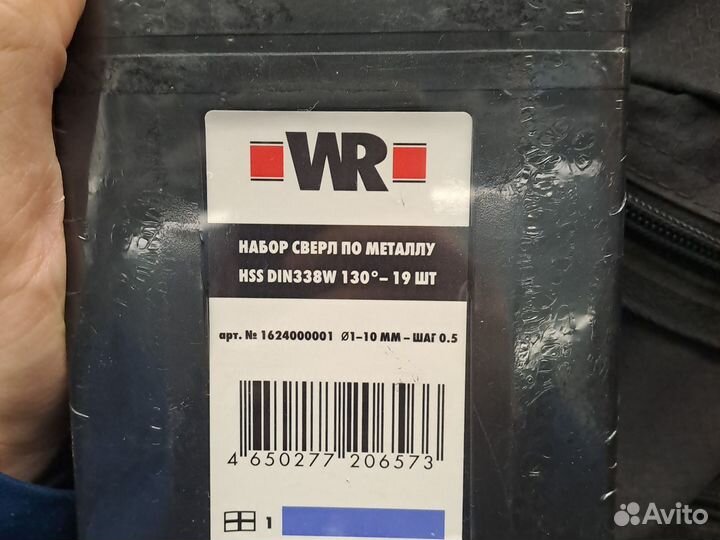 WR
НАБОР СВЕРЛ ПО МЕТАЛЛУ
HSS DIN338W 130° – 19 ШТ
арт. № 1624000001 Ø1–10 ММ – ШАГ 0.5
4 650277 206573
1
Avito